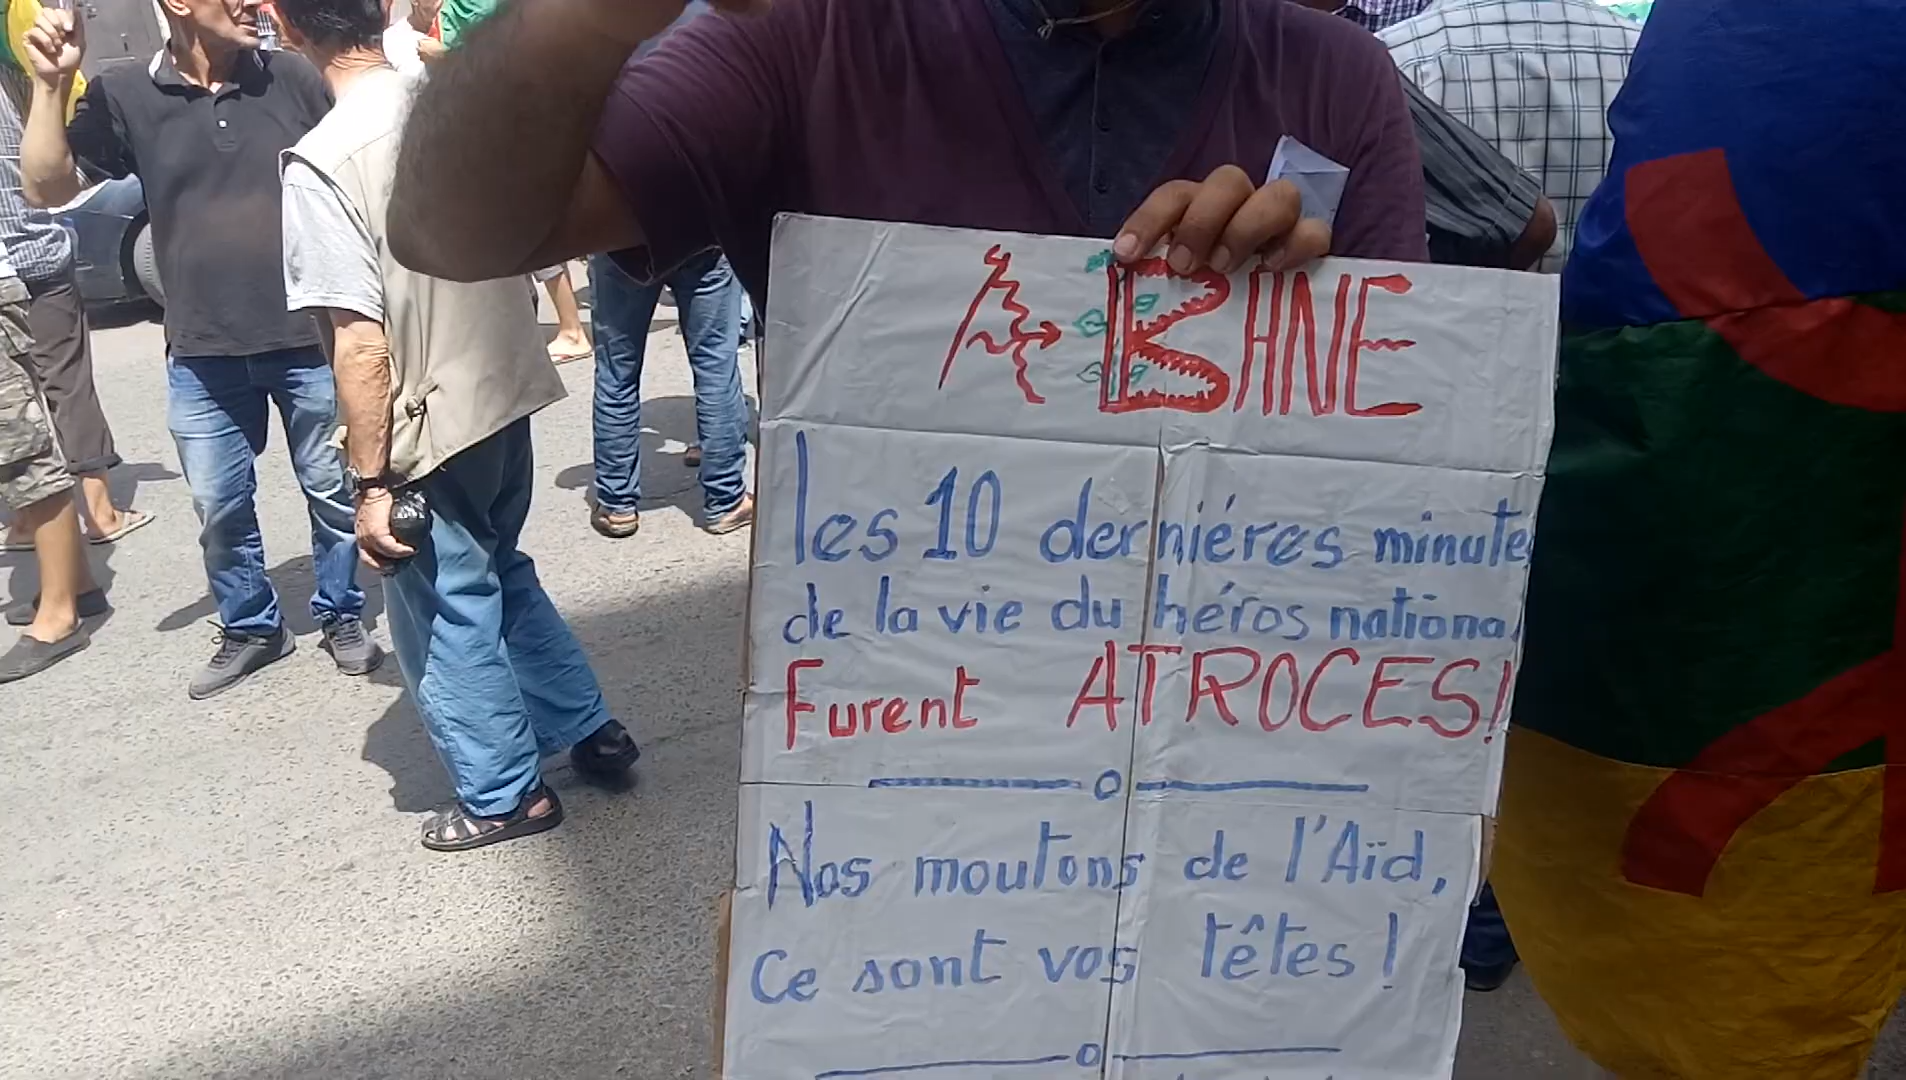 ABANE
les 10 derniéres minute
de la vie du héros nationa
Furent ATROCES!
Nos moutons de l'Aïd,
Ce sont vos têtes !